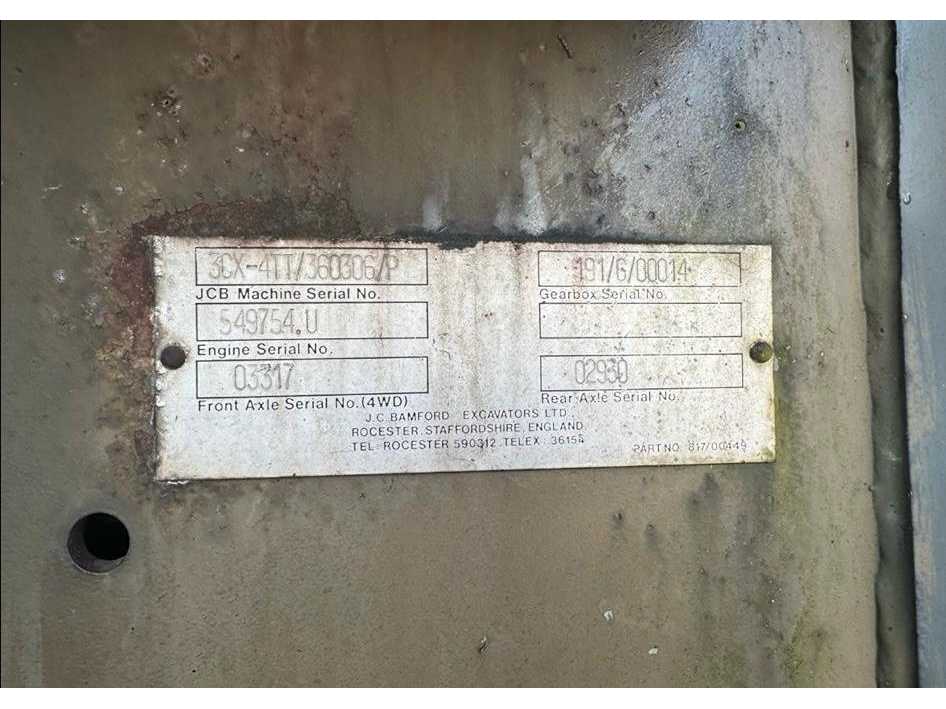 3CX-4TT/360306/P
JCB Machine Serial No.
549754.U
Engine Serial No.
03317
Front Axle Serial No.(4WD)
191/G/00014
Gearbox Serial No.
02930
Rear Axle Serial No.
J.C.BAMFORD EXCAVATORS LTD.,
ROCESTER, STAFFORDSHIRE, ENGLAND.
TEL: ROCESTER 590312. TELEX. 36154
PART NO. 817/00449